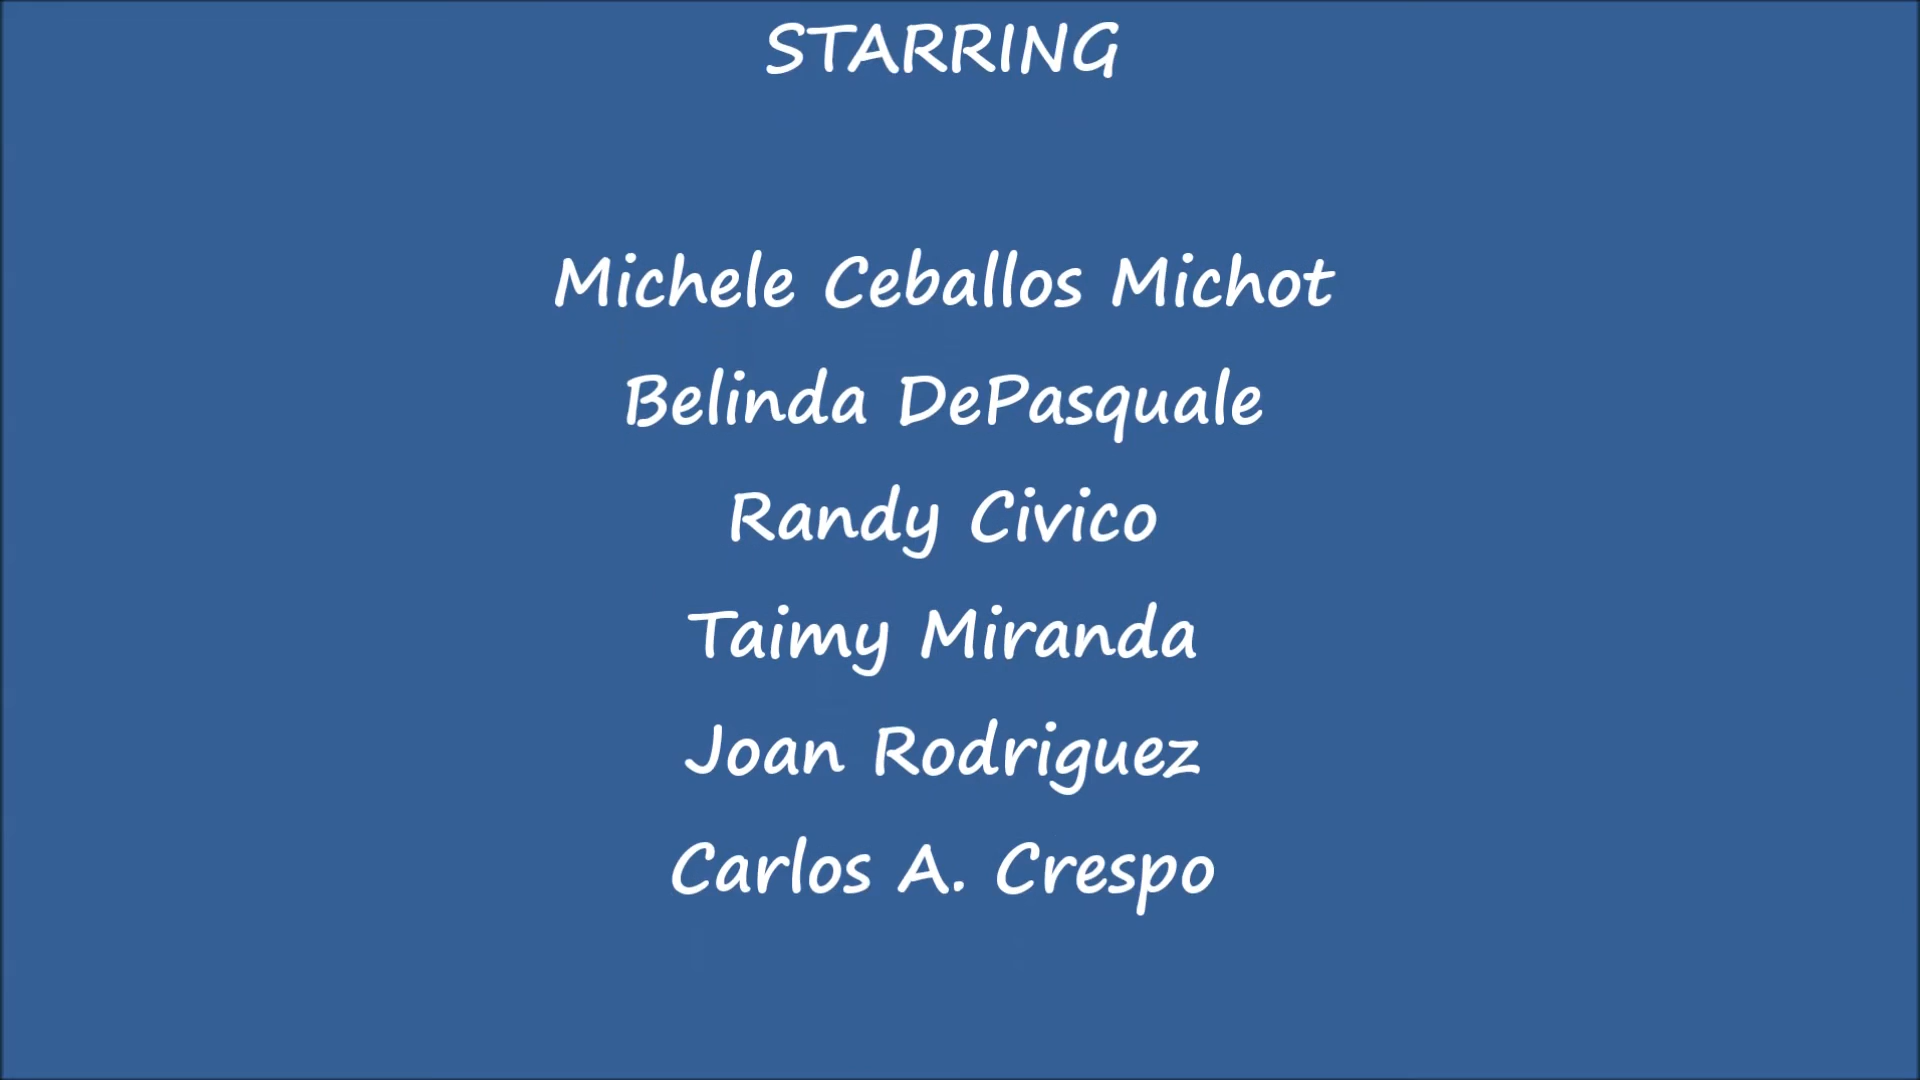 STARRING
Michele Ceballos Michot
Belinda DePasquale
Randy Civico
Taimy Miranda
Joan Rodriguez
Carlos A. Crespo